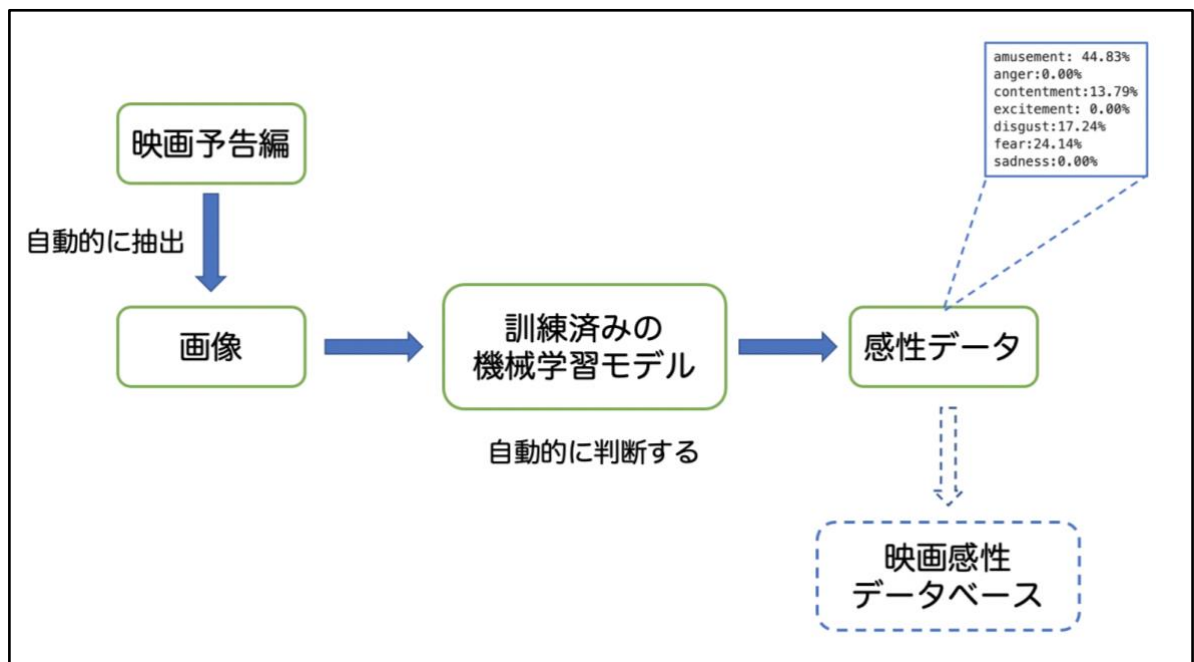 amusement: 44.83%
anger:0.00%
contentment:13.79%
excitement: 0.00%
disgust:17.24%
fear:24.14%
sadness:0.00%
映画予告編
自動的に抽出
画像
訓練済みの
機械学習モデル
感性データ
自動的に判断する
映画感性
データベース